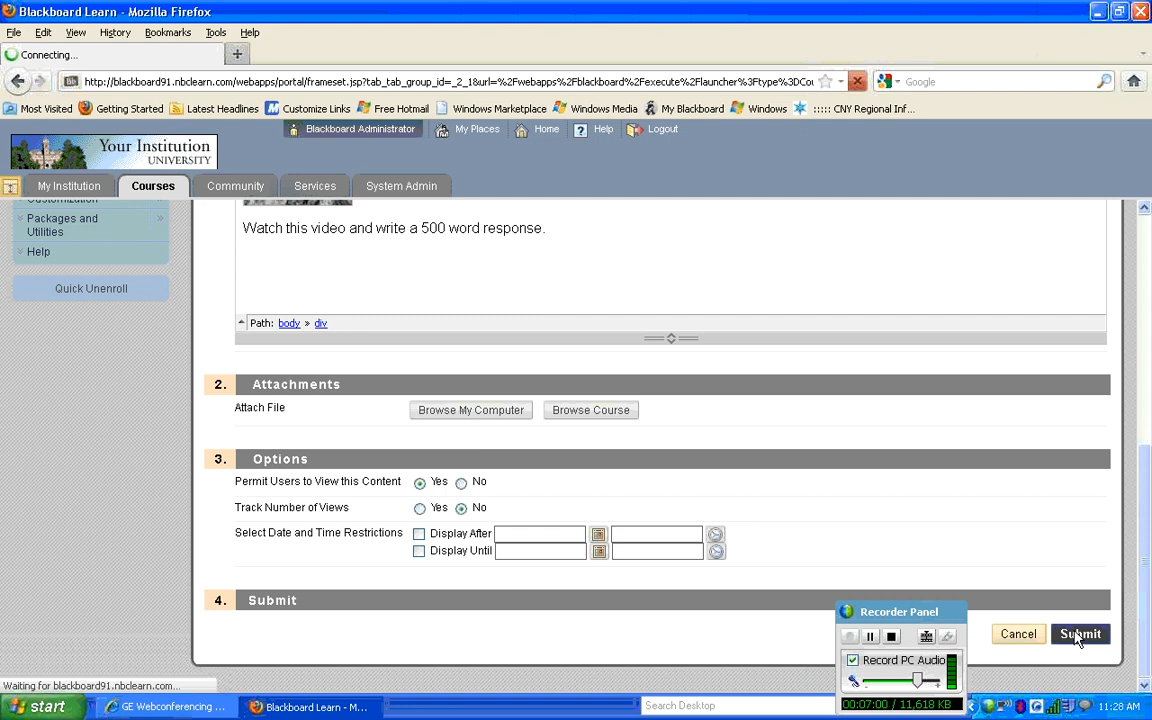 Blackboard Learn - Mozilla Firefox
File Edit View History Bookmarks Tools Help
Connecting...
http://blackboard91.nbclearn.com/webapps/portal/frameset.jsp?tab_tab_group_id=_2_1&url=%2Fwebapps%2Fblackboard%2Fexecute%2Flauncher%3Ftype%3DCou
Google
Most Visited Getting Started Latest Headlines Customize Links Free Hotmail Windows Marketplace Windows Media My Blackboard Windows ::::: CNY Regional Inf...
Blackboard Administrator My Places Home Help Logout
Your Institution
UNIVERSITY
My Institution Courses Community Services System Admin
Customization
Packages and
Utilities
Help
Quick Unenroll
Watch this video and write a 500 word response.
Path: body » div
2. Attachments
Attach File Browse My Computer Browse Course
3. Options
Permit Users to View this Content Yes No
Track Number of Views Yes No
Select Date and Time Restrictions Display After
Display Until
4. Submit
Cancel Submit
Recorder Panel
Record PC Audio
00:07:00 / 11,618 KB
Waiting for blackboard91.nbclearn.com...
start GE Webconferencing ... Blackboard Learn - M... Search Desktop 11:28 AM